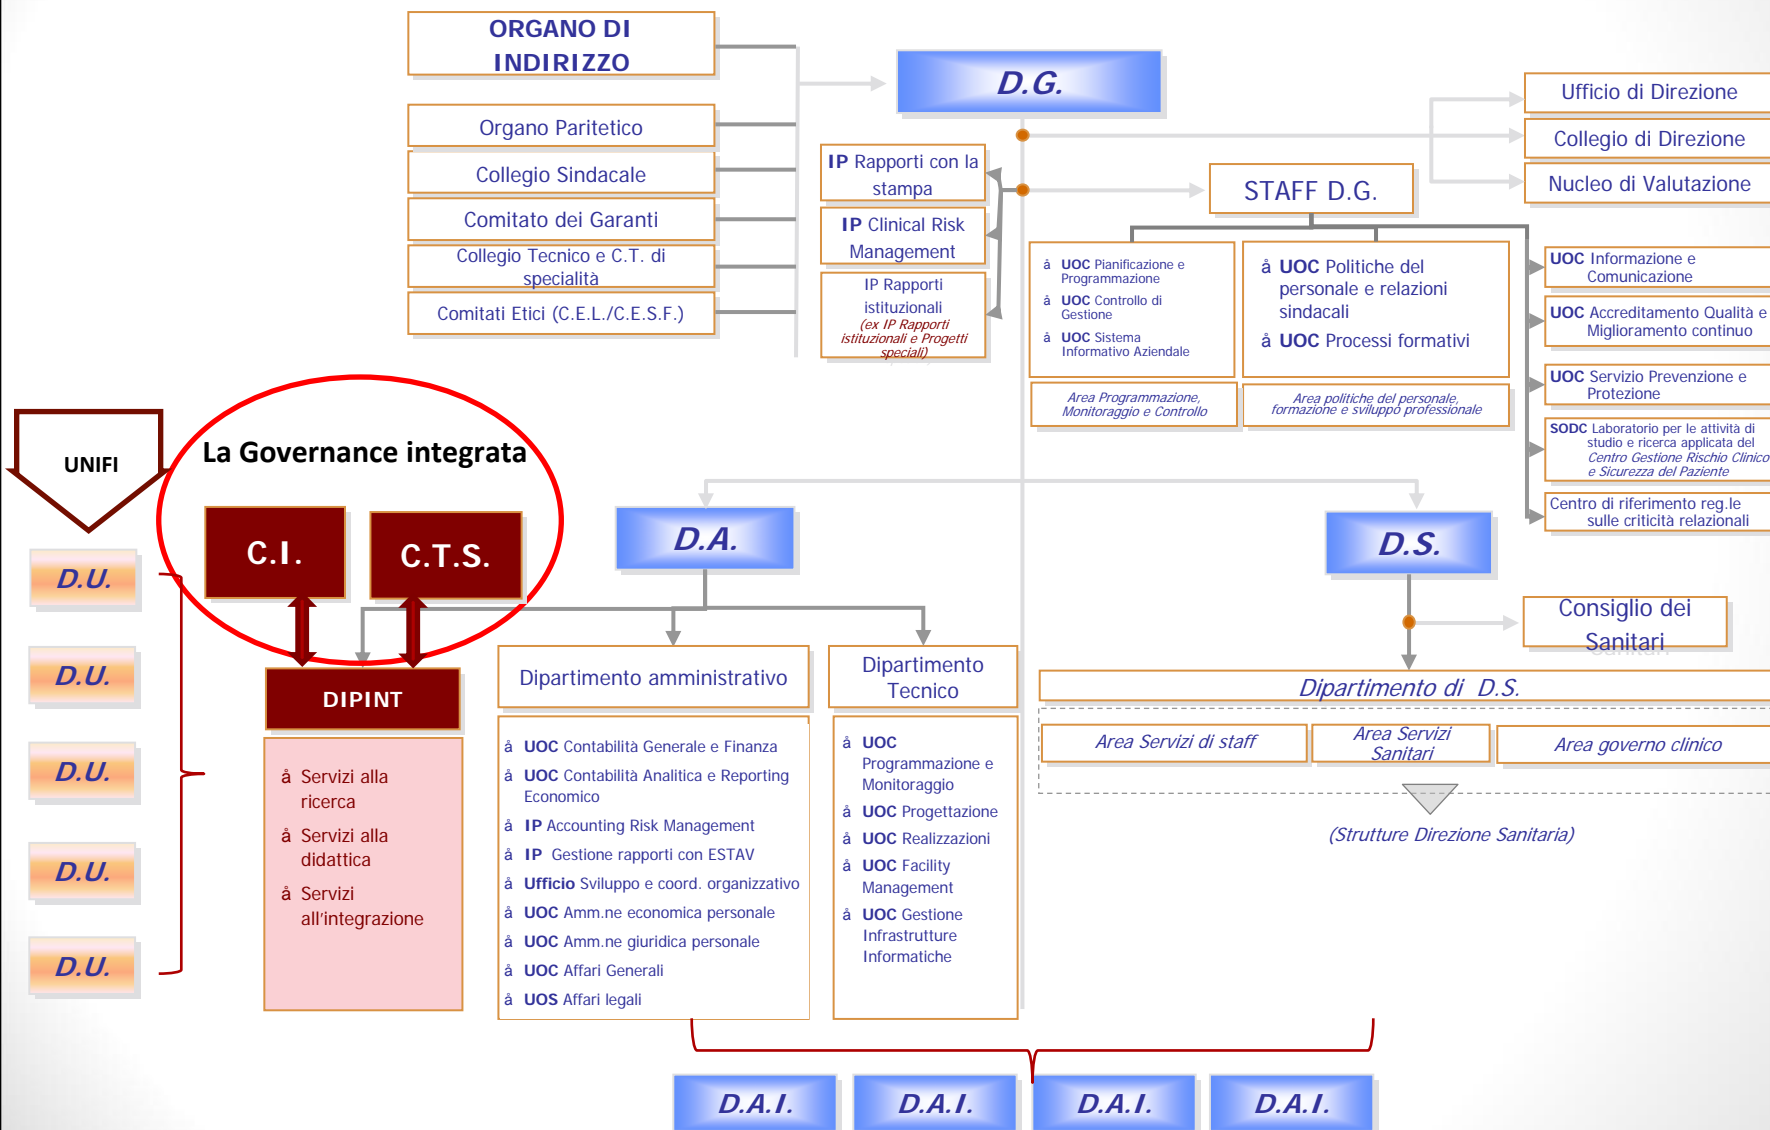 ORGANO DI
INDIRIZZO
Organo Paritetico
Collegio Sindacale
Comitato dei Garanti
Collegio Tecnico e C.T. di
specialità
Comitati Etici (C.E.L./C.E.S.F.)
D.G.
IP Rapporti con la
stampa
IP Clinical Risk
Management
IP Rapporti
istituzionali
(ex IP Rapporti
istituzionali e Progetti
speciali)
Ufficio di Direzione
Collegio di Direzione
Nucleo di Valutazione
STAFF D.G.
å UOC Pianificazione e
Programmazione
å UOC Controllo di
Gestione
å UOC Sistema
Informativo Aziendale
Area Programmazione,
Monitoraggio e Controllo
å UOC Politiche del
personale e relazioni
sindacali
å UOC Processi formativi
Area politiche del personale,
formazione e sviluppo professionale
UOC Informazione e
Comunicazione
UOC Accreditamento Qualità e
Miglioramento continuo
UOC Servizio Prevenzione e
Protezione
SODC Laboratorio per le attività di
studio e ricerca applicata del
Centro Gestione Rischio Clinico
e Sicurezza del Paziente
Centro di riferimento reg.le
sulle criticità relazionali
UNIFI
La Governance integrata
C.I.
C.T.S.
D.A.
D.S.
D.U.
D.U.
D.U.
D.U.
D.U.
DIPINT
å Servizi alla
ricerca
å Servizi alla
didattica
å Servizi
all'integrazione
Dipartimento amministrativo
å UOC Contabilità Generale e Finanza
å UOC Contabilità Analitica e Reporting
Economico
å IP Accounting Risk Management
å IP Gestione rapporti con ESTAV
å Ufficio Sviluppo e coord. organizzativo
å UOC Amm.ne economica personale
å UOC Amm.ne giuridica personale
å UOC Affari Generali
å UOS Affari legali
Dipartimento
Tecnico
å UOC
Programmazione e
Monitoraggio
å UOC Progettazione
å UOC Realizzazioni
å UOC Facility
Management
å UOC Gestione
Infrastrutture
Informatiche
Consiglio dei
Sanitari
Dipartimento di D.S.
Area Servizi di staff
Area Servizi
Sanitari
Area governo clinico
(Strutture Direzione Sanitaria)
D.A.I.
D.A.I.
D.A.I.
D.A.I.